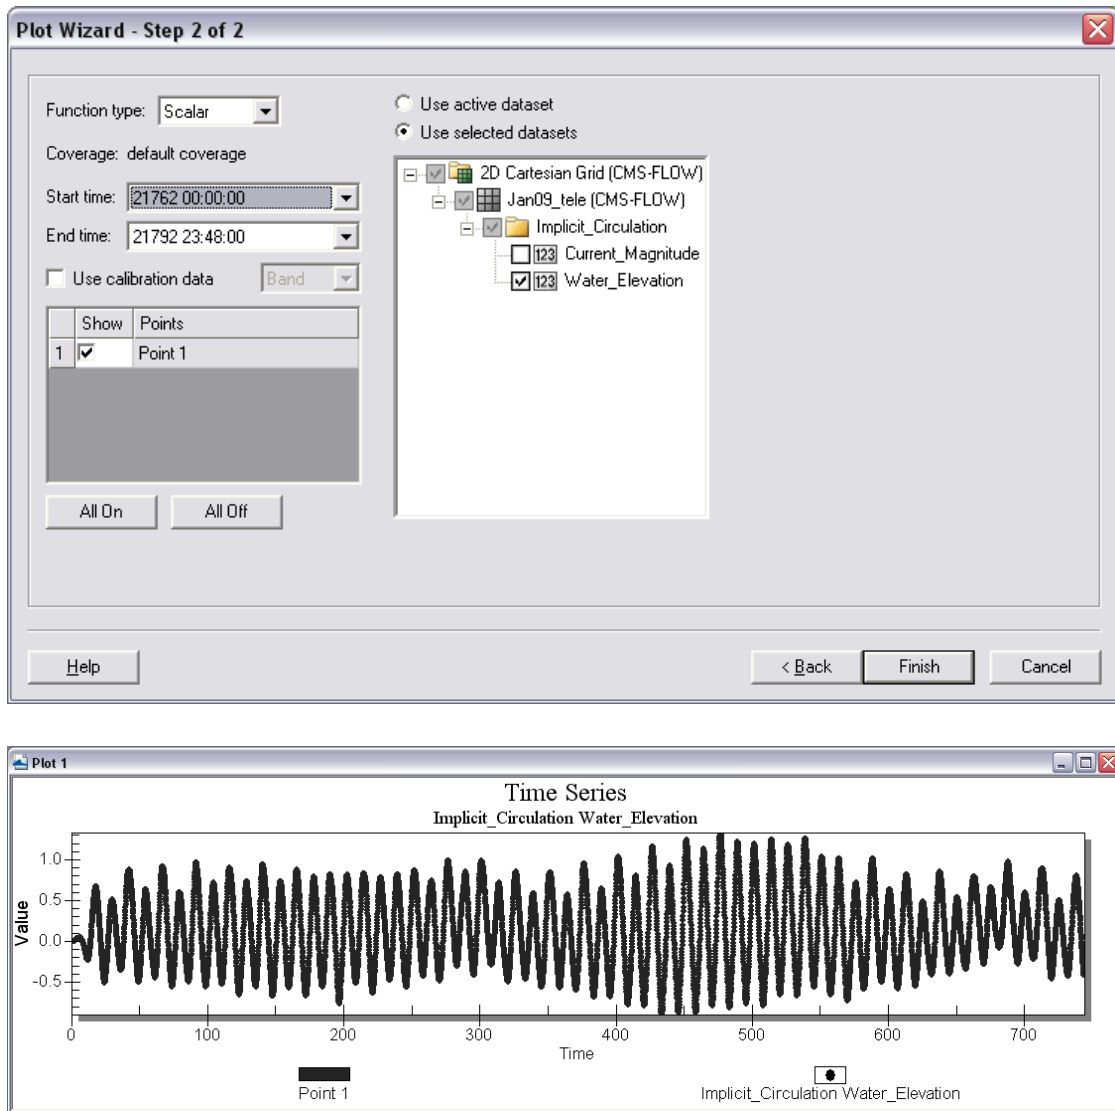 Plot Wizard - Step 2 of 2
Function type: Scalar
Coverage: default coverage
Start time: 21762 00:00:00
End time: 21792 23:48:00
Use calibration data Band
Show Points
1 Point 1
All On All Off
Use active dataset
Use selected datasets
2D Cartesian Grid (CMS-FLOW)
Jan09_tele (CMS-FLOW)
Implicit_Circulation
123 Current_Magnitude
123 Water_Elevation
Help < Back Finish Cancel
Plot 1
Time Series
Implicit_Circulation Water_Elevation
Value
1.0
0.5
0.0
-0.5
0 100 200 300 400 500 600 700
Time
Point 1 Implicit_Circulation Water_Elevation